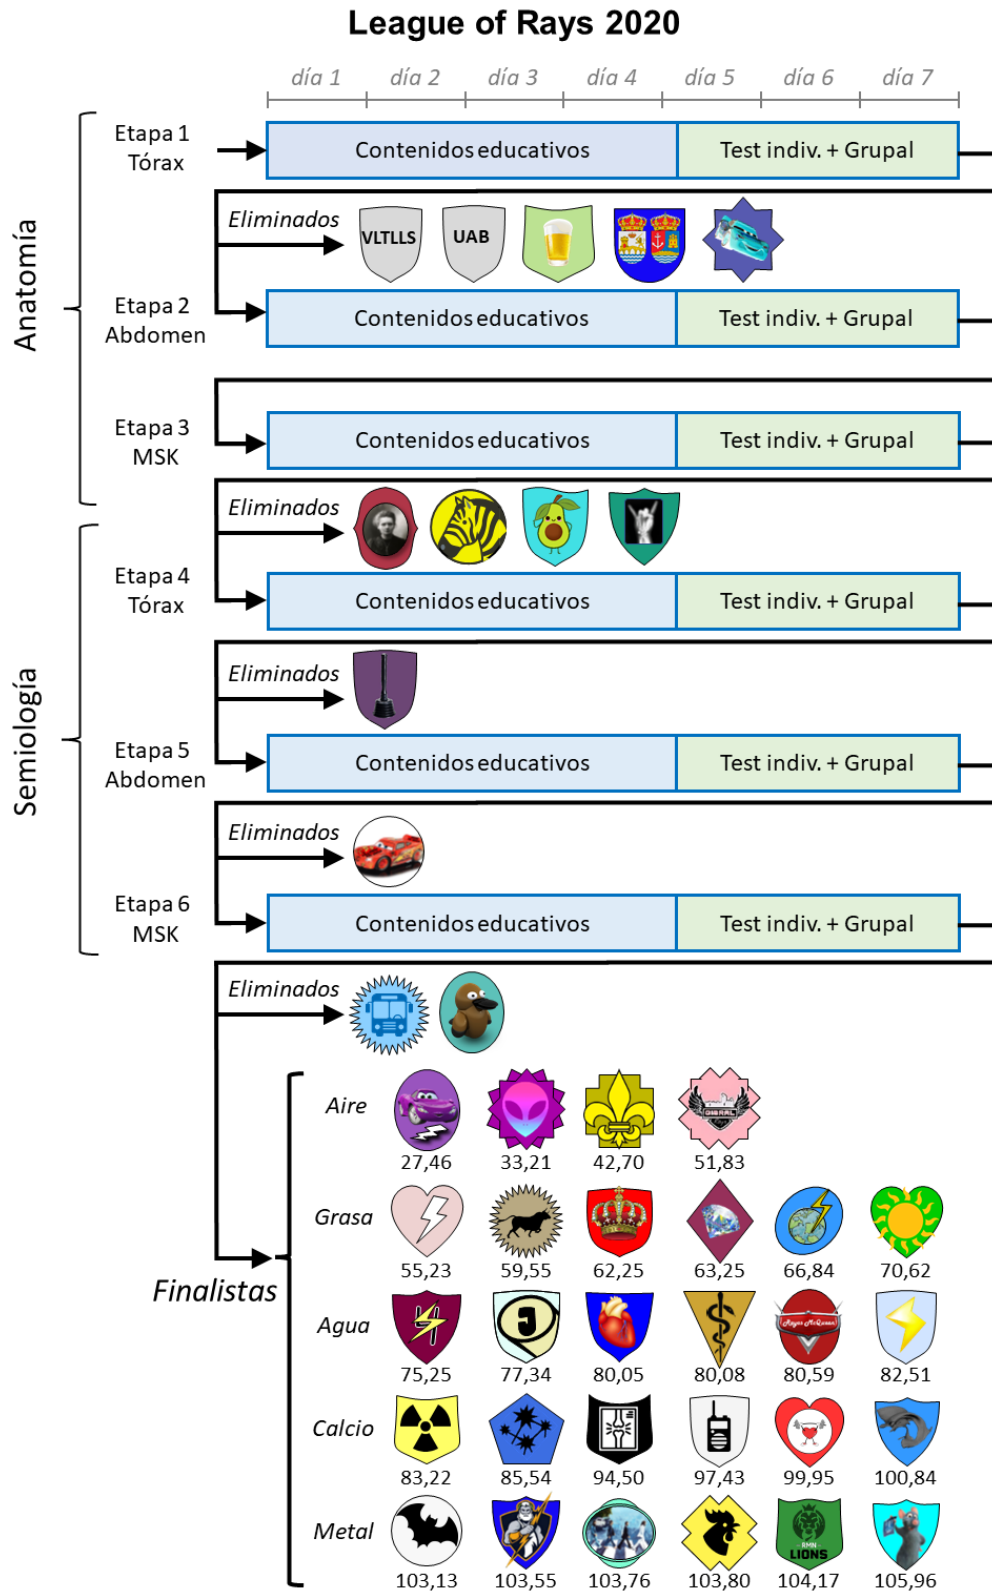 League of Rays 2020
día 1 día 2 día 3 día 4 día 5 día 6 día 7
Anatomía
Etapa 1
Tórax
Contenidos educativos Test indiv. + Grupal
Eliminados
VLTLLS UAB
Etapa 2
Abdomen
Contenidos educativos Test indiv. + Grupal
Etapa 3
MSK
Contenidos educativos Test indiv. + Grupal
Semiología
Eliminados
Etapa 4
Tórax
Contenidos educativos Test indiv. + Grupal
Eliminados
Etapa 5
Abdomen
Contenidos educativos Test indiv. + Grupal
Eliminados
Etapa 6
MSK
Contenidos educativos Test indiv. + Grupal
Eliminados
Finalistas
Aire
27,46 33,21 42,70 51,83
Grasa
55,23 59,55 62,25 63,25 66,84 70,62
Agua
J
Rayos McQueen
75,25 77,34 80,05 80,08 80,59 82,51
Calcio
83,22 85,54 94,50 97,43 99,95 100,84
Metal
RMN
LIONS
103,13 103,55 103,76 103,80 104,17 105,96